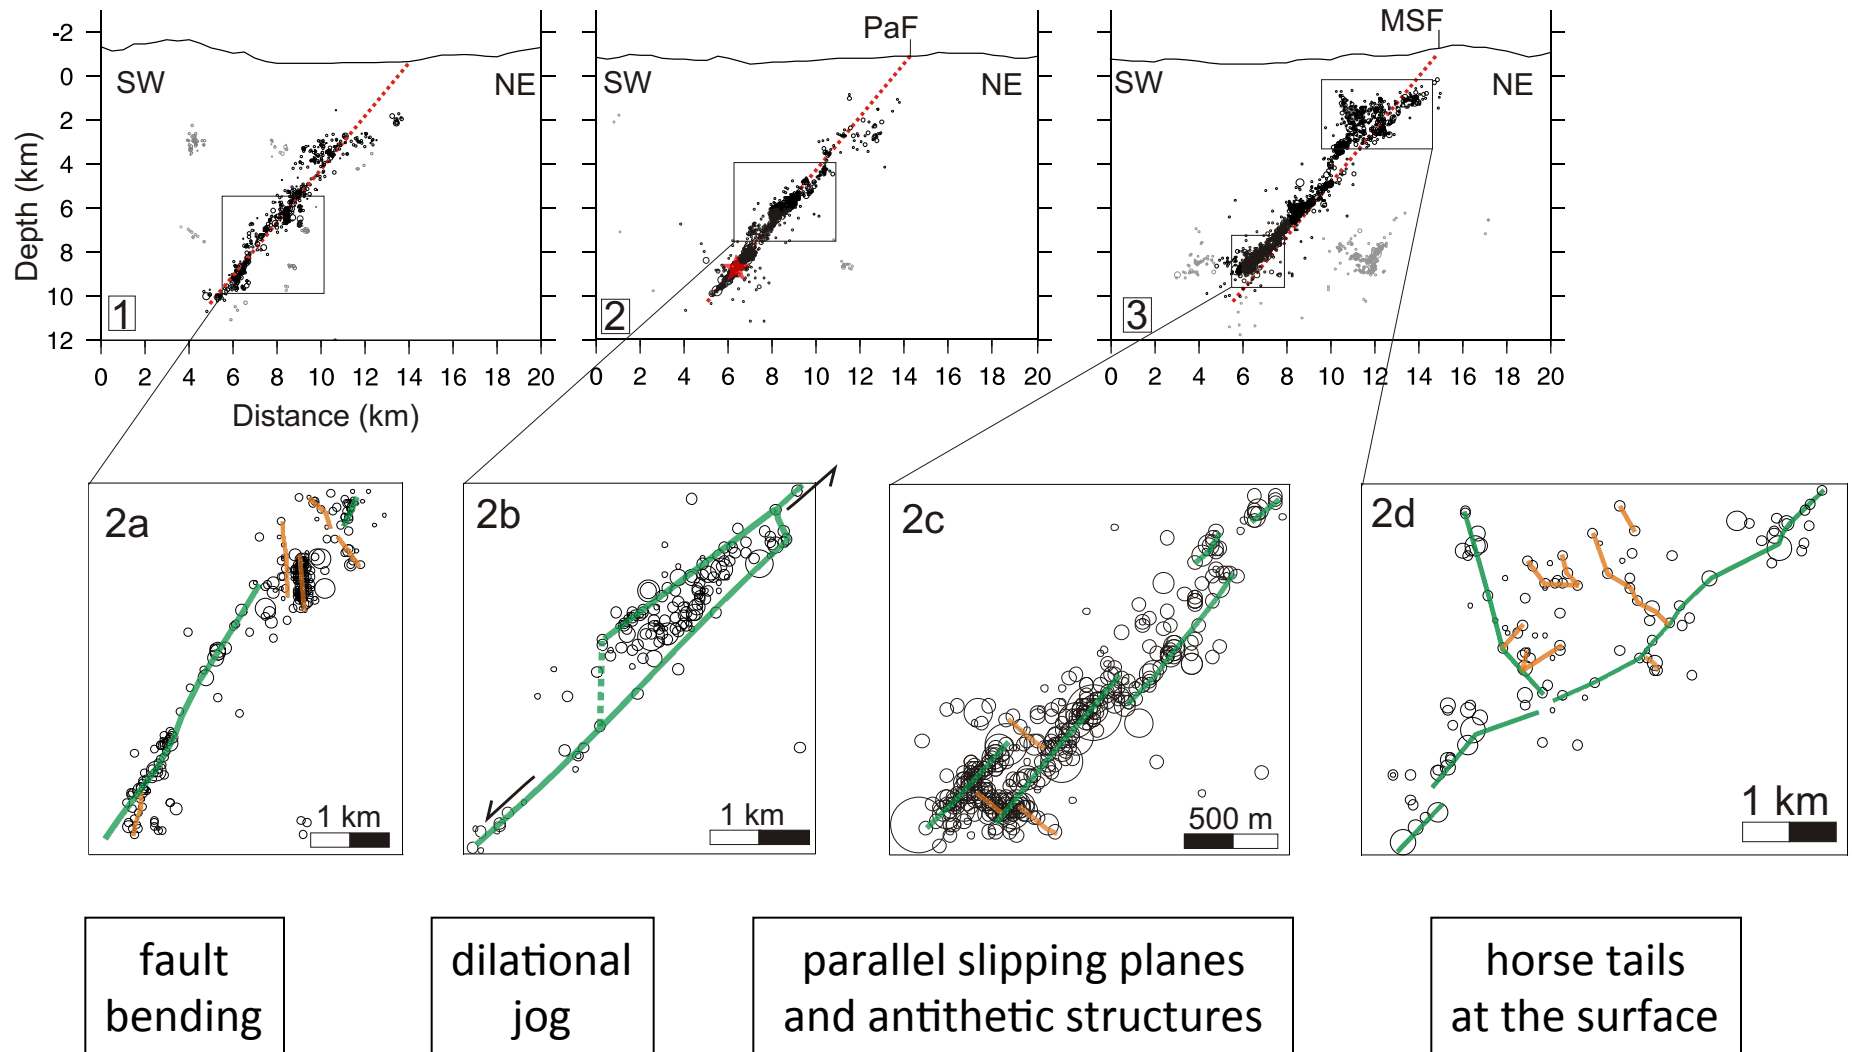 PaF
MSF
-2
0
2
4
6
8
10
12
Depth (km)
SW
NE
SW
NE
SW
NE
1
2
3
0 2 4 6 8 10 12 14 16 18 20
0 2 4 6 8 10 12 14 16 18 20
0 2 4 6 8 10 12 14 16 18 20
Distance (km)
2a
1 km
2b
1 km
2c
500 m
2d
1 km
fault
bending
dilational
jog
parallel slipping planes
and antithetic structures
horse tails
at the surface